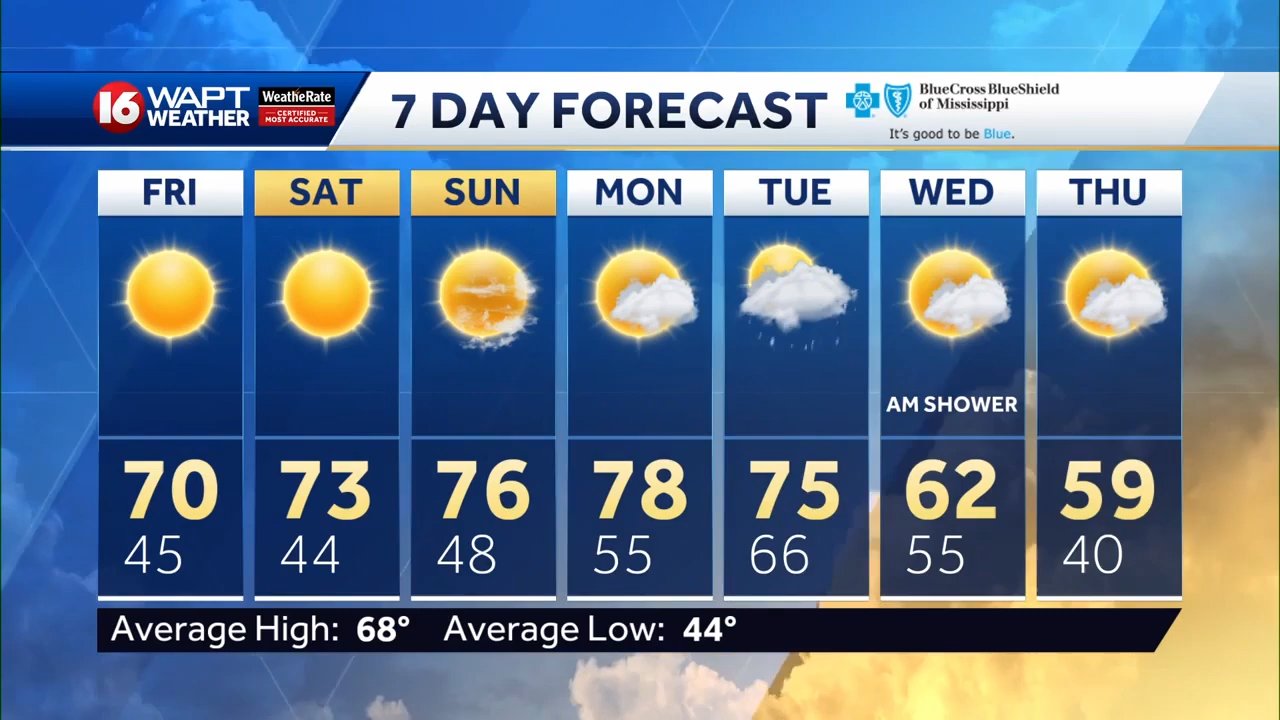 16 WAPT WEATHER
WeatheRate
CERTIFIED
MOST ACCURATE
7 DAY FORECAST
BlueCross BlueShield
of Mississippi
It's good to be Blue.
FRI SAT SUN MON TUE WED THU
AM SHOWER
70 73 76 78 75 62 59
45 44 48 55 66 55 40
Average High: 68° Average Low: 44°